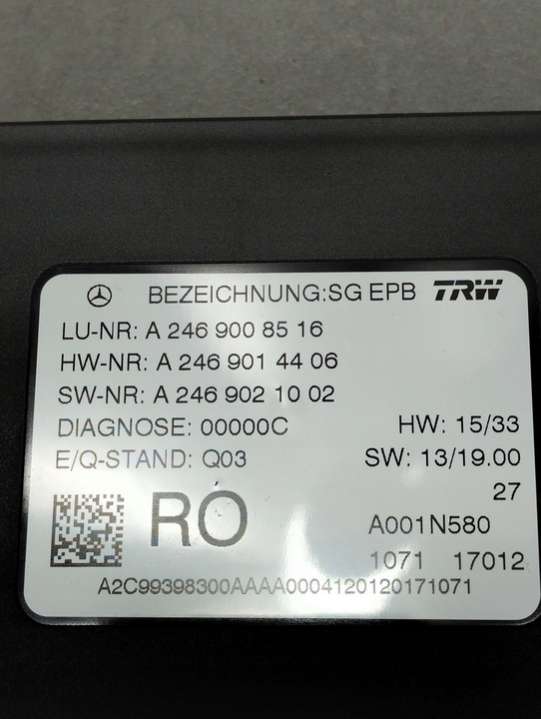 BEZEICHNUNG:SG EPB TRW
LU-NR: A 246 900 85 16
HW-NR: A 246 901 44 06
SW-NR: A 246 902 10 02
DIAGNOSE: 00000C HW: 15/33
E/Q-STAND: Q03 SW: 13/19.00
27
RO A001N580
1071 17012
A2C99398300AAAA0004120120171071